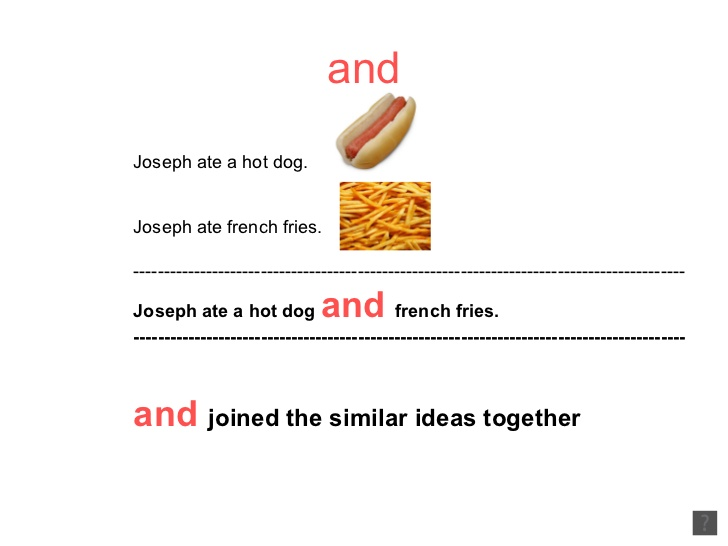 and
Joseph ate a hot dog.
Joseph ate french fries.
--------------------------------------------------------------------------------------------
Joseph ate a hot dog and french fries.
--------------------------------------------------------------------------------------------
and joined the similar ideas together
?